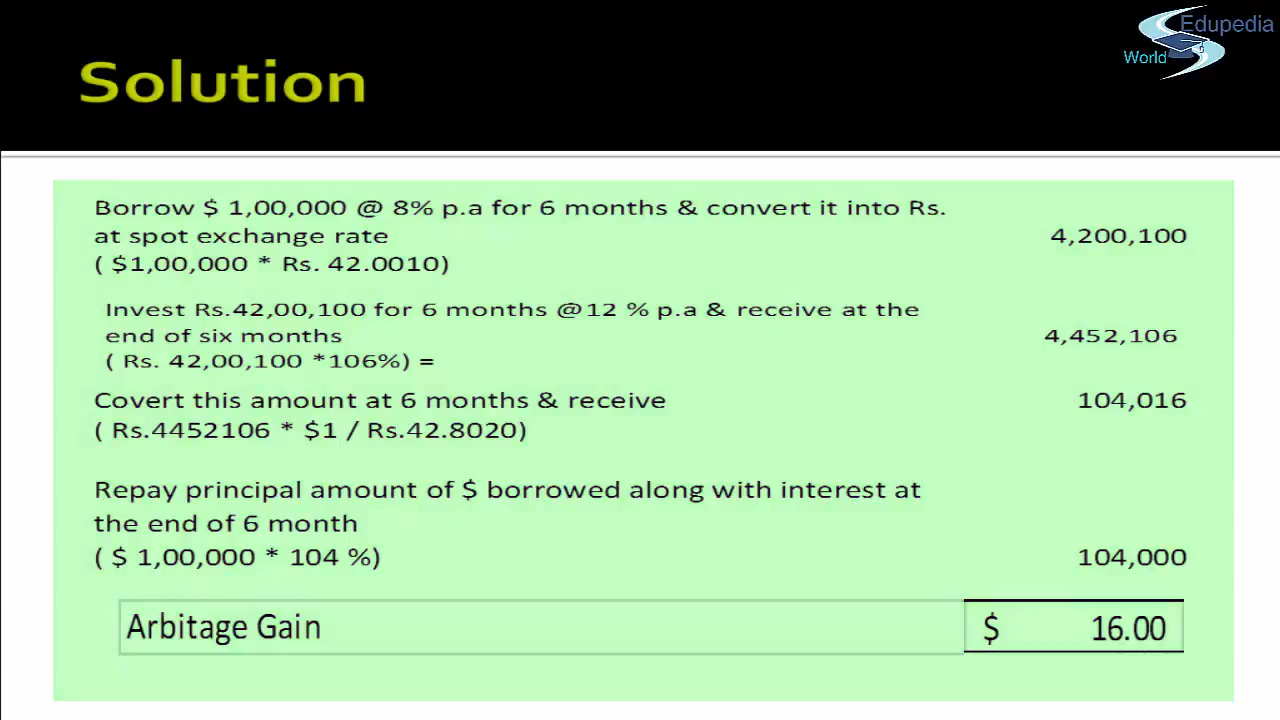 Edupedia
World
Solution
Borrow $ 1,00,000 @ 8% p.a for 6 months & convert it into Rs.
at spot exchange rate 4,200,100
( $1,00,000 * Rs. 42.0010)
Invest Rs.42,00,100 for 6 months @12 % p.a & receive at the
end of six months 4,452,106
( Rs. 42,00,100 *106%) =
Covert this amount at 6 months & receive 104,016
( Rs.4452106 * $1 / Rs.42.8020)
Repay principal amount of $ borrowed along with interest at
the end of 6 month
( $ 1,00,000 * 104 %) 104,000
Arbitage Gain $ 16.00